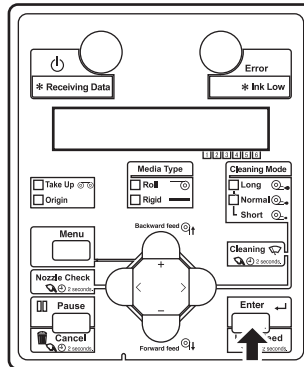 Error
* Receiving Data
* Ink Low
1 2 3 4 5 6
Take Up
Origin
Media Type
Roll
Rigid
Cleaning Mode
Long
Normal
Short
Menu
Backward feed
Cleaning
2 seconds.
Nozzle Check
2 seconds.
+
< >
–
Pause
Cancel
2 seconds.
Forward feed
Enter